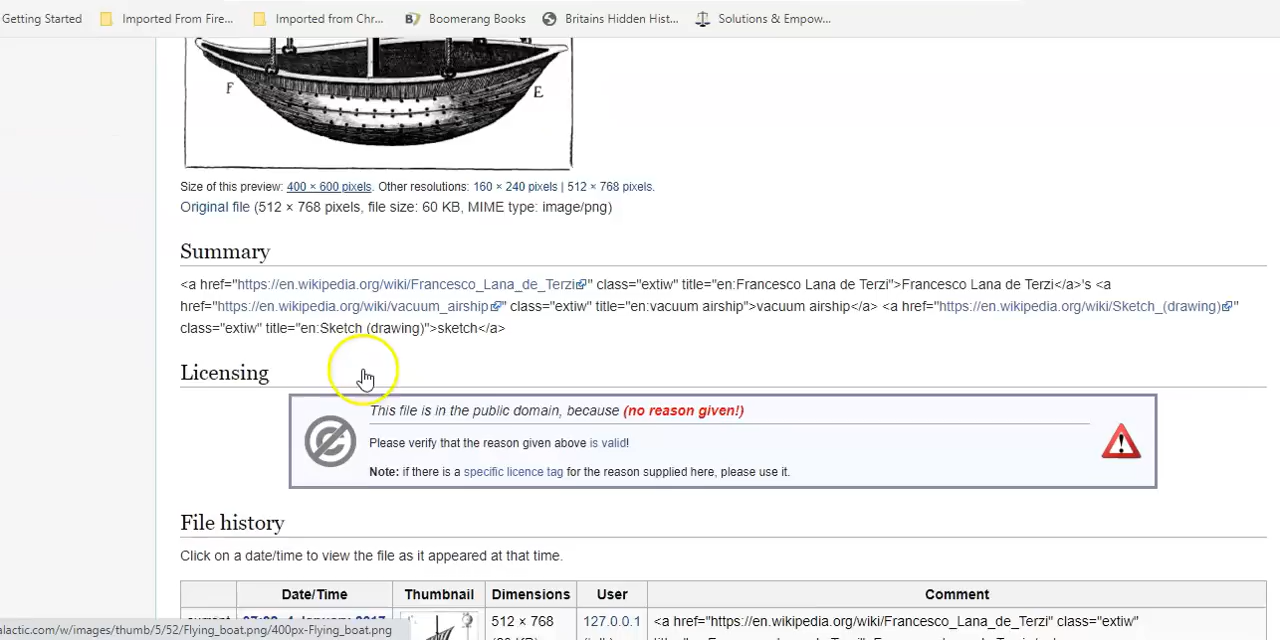 Getting Started Imported From Fire... Imported from Chr... Boomerang Books Britains Hidden Hist... Solutions & Empow...
F E
Size of this preview: 400 × 600 pixels. Other resolutions: 160 × 240 pixels | 512 × 768 pixels.
Original file (512 × 768 pixels, file size: 60 KB, MIME type: image/png)
Summary
<a href="https://en.wikipedia.org/wiki/Francesco_Lana_de_Terzi" class="extiw" title="en:Francesco Lana de Terzi">Francesco Lana de Terzi</a>'s <a
href="https://en.wikipedia.org/wiki/vacuum_airship" class="extiw" title="en:vacuum airship">vacuum airship</a> <a href="https://en.wikipedia.org/wiki/Sketch_(drawing)"
class="extiw" title="en:Sketch (drawing)">sketch</a>
Licensing
This file is in the public domain, because (no reason given!)
Please verify that the reason given above is valid!
Note: if there is a specific licence tag for the reason supplied here, please use it.
File history
Click on a date/time to view the file as it appeared at that time.
Date/Time Thumbnail Dimensions User Comment
512 × 768 127.0.0.1 <a href="https://en.wikipedia.org/wiki/Francesco_Lana_de_Terzi"
alactic.com/w/images/thumb/5/52/Flying_boat.png/400px-Flying_boat.png